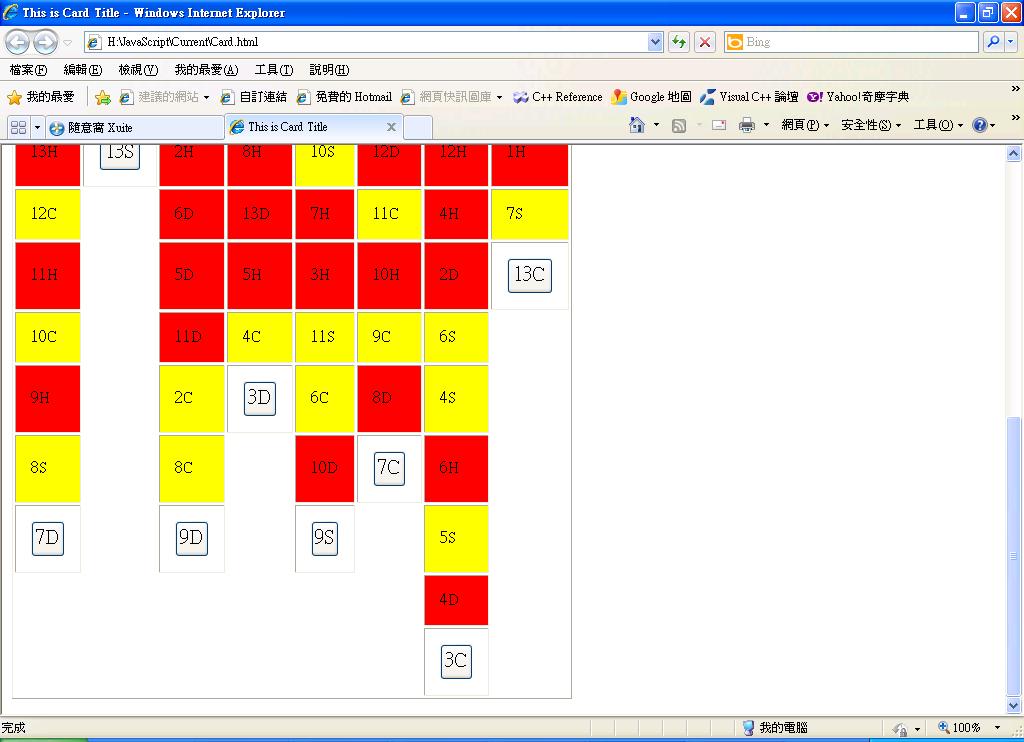 This is Card Title - Windows Internet Explorer
H:\JavaScript\Current\Card.html
Bing
檔案(F) 編輯(E) 檢視(V) 我的最愛(A) 工具(T) 說明(H)
我的最愛 建議的網站 自訂連結 免費的 Hotmail 網頁快訊圖庫 C++ Reference Google 地圖 Visual C++ 論壇 Yahoo!奇摩字典 »
隨意窩 Xuite This is Card Title 網頁(P) 安全性(S) 工具(O) »
13H 13S 2H 8H 10S 12D 12H 1H
12C 6D 13D 7H 11C 4H 7S
11H 5D 5H 3H 10H 2D 13C
10C 11D 4C 11S 9C 6S
9H 2C 3D 6C 8D 4S
8S 8C 10D 7C 6H
7D 9D 9S 5S
4D
3C
完成 我的電腦 100%